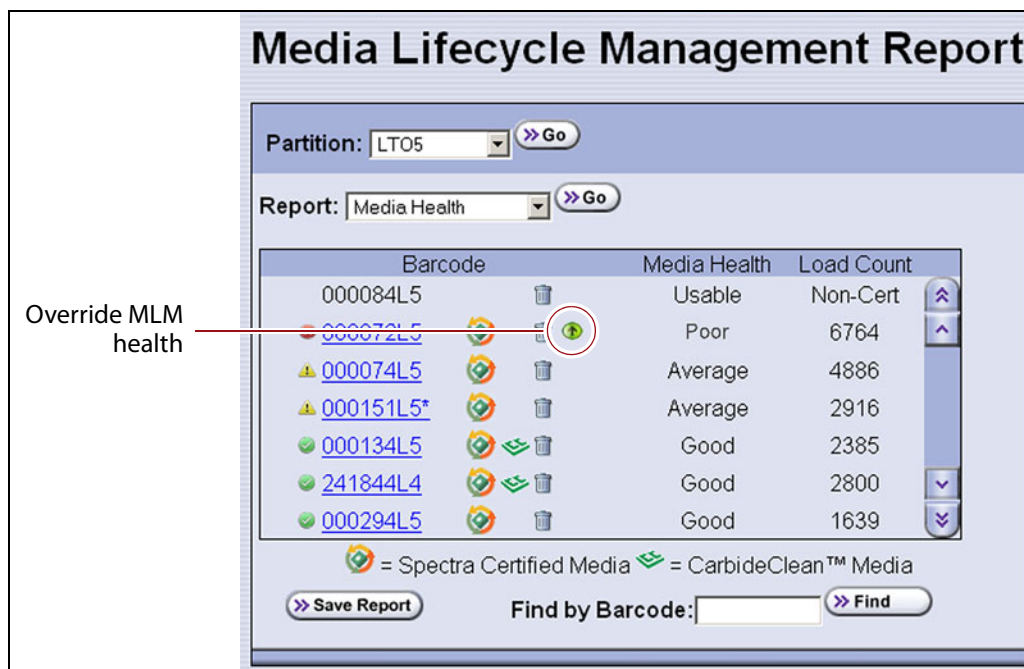 Media Lifecycle Management Report
Partition: LTO5 Go
Report: Media Health Go
Barcode Media Health Load Count
000084L5 Usable Non-Cert
Override MLM
health
000072L5 Poor 6764
000074L5 Average 4886
000151L5* Average 2916
000134L5 Good 2385
241844L4 Good 2800
000294L5 Good 1639
= Spectra Certified Media = CarbideClean™ Media
Save Report Find by Barcode: Find